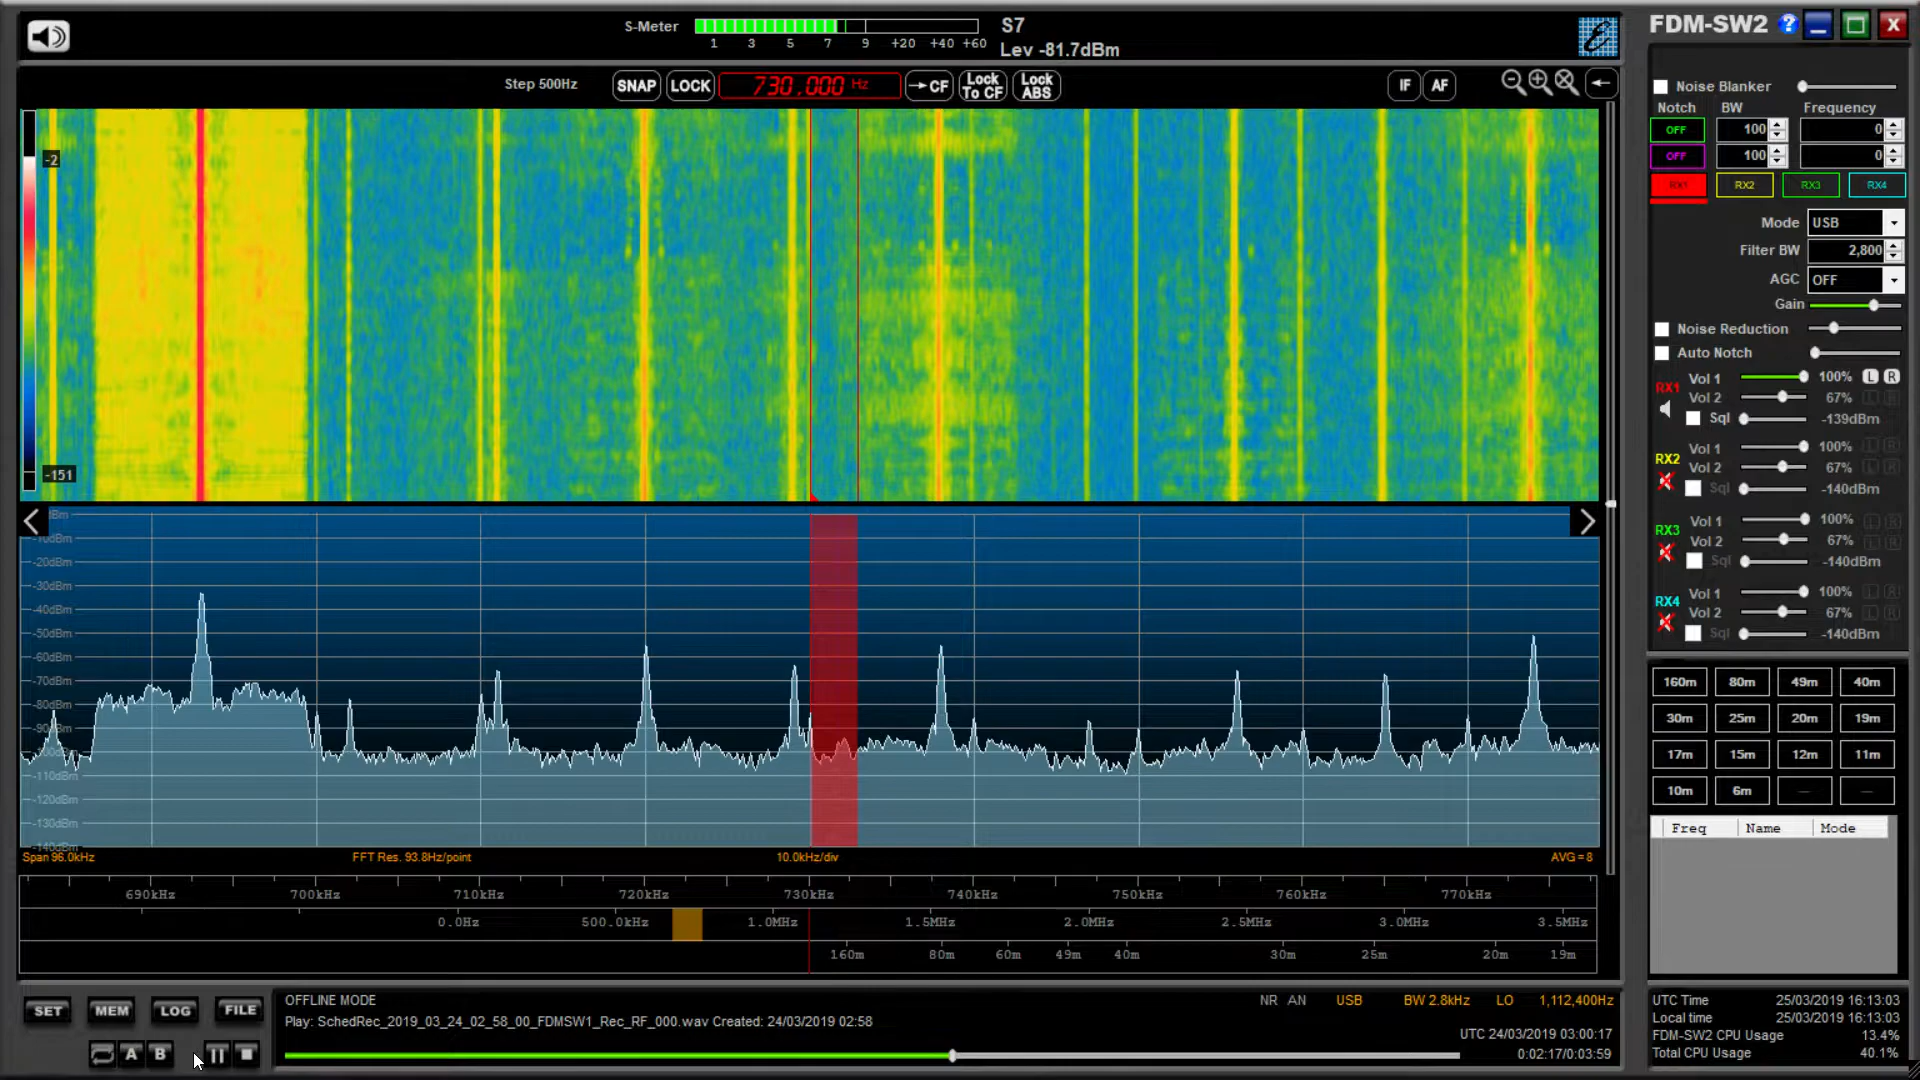 S-Meter
1 3 5 7 9 +20 +40 +60
S7
Lev -81.7dBm
FDM-SW2
?
X
Step 500Hz
SNAP
LOCK
730.000 Hz
→CF
Lock To CF
Lock ABS
IF
AF
-2
-151
Noise Blanker
Notch BW Frequency
OFF 100 0
OFF 100 0
RX1 RX2 RX3 RX4
Mode USB
Filter BW 2,800
AGC OFF
Gain
Noise Reduction
Auto Notch
RX1
Vol 1 100% L R
Vol 2 67% L R
Sql -139dBm
RX2
Vol 1 100% L R
Vol 2 67% L R
Sql -140dBm
RX3
Vol 1 100% L R
Vol 2 67% L R
Sql -140dBm
RX4
Vol 1 100% L R
Vol 2 67% L R
Sql -140dBm
160m 80m 49m 40m
30m 25m 20m 19m
17m 15m 12m 11m
10m 6m — —
Freq Name Mode
-10dBm
-20dBm
-30dBm
-40dBm
-50dBm
-60dBm
-70dBm
-80dBm
-90dBm
-100dBm
-110dBm
-120dBm
-130dBm
-140dBm
Span 96.0kHz
FFT Res. 93.8Hz/point
10.0kHz/div
AVG = 8
690kHz 700kHz 710kHz 720kHz 730kHz 740kHz 750kHz 760kHz 770kHz
0.0Hz 500.0kHz 1.0MHz 1.5MHz 2.0MHz 2.5MHz 3.0MHz 3.5MHz
160m 80m 60m 49m 40m 30m 25m 20m 19m
SET MEM LOG FILE
A B
OFFLINE MODE
NR AN USB BW 2.8kHz LO 1,112,400Hz
Play: SchedRec_2019_03_24_02_58_00_FDMSW1_Rec_RF_000.wav Created: 24/03/2019 02:58
UTC 24/03/2019 03:00:17
0:02:17/0:03:59
UTC Time 25/03/2019 16:13:03
Local time 25/03/2019 16:13:03
FDM-SW2 CPU Usage 13.4%
Total CPU Usage 40.1%